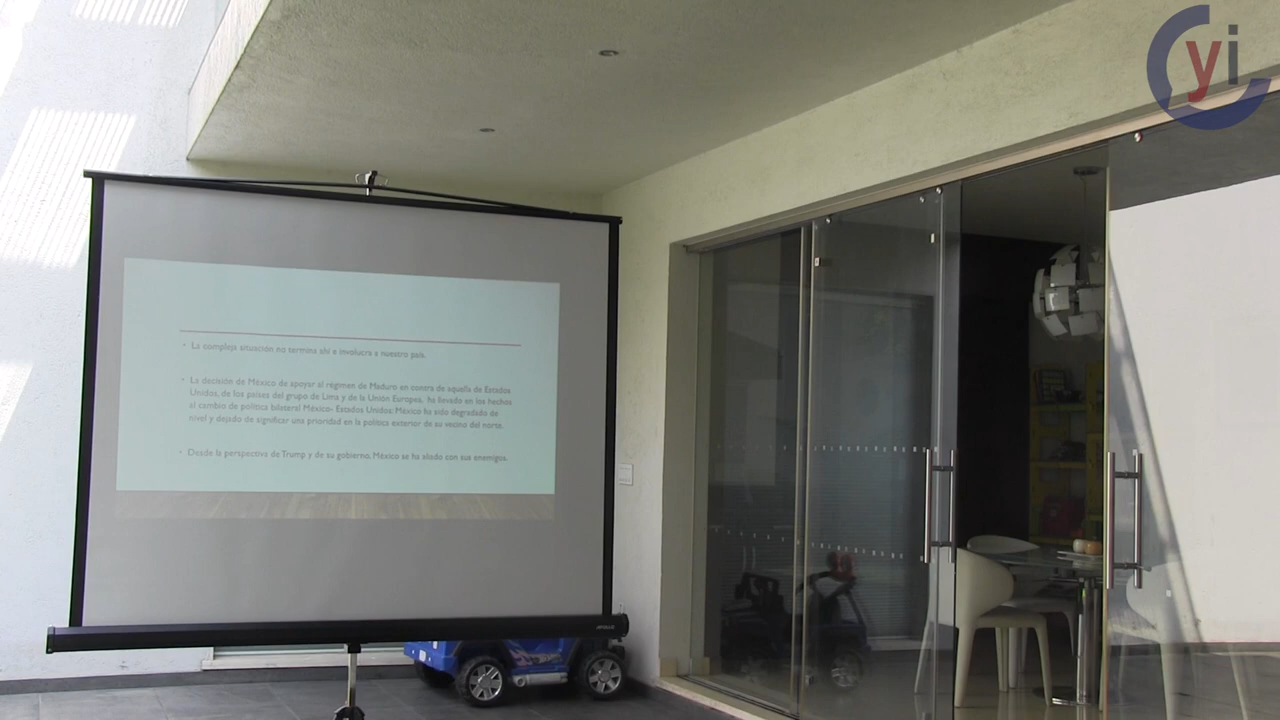 yi
• La compleja situación no termina ahí e involucra a nuestro país.
• La decisión de México de apoyar al régimen de Maduro en contra de aquella de Estados
Unidos, de los países del grupo de Lima y de la Unión Europea, ha llevado en los hechos
al cambio de política bilateral México- Estados Unidos: México ha sido degradado de
nivel y dejado de significar una prioridad en la política exterior de su vecino del norte.
• Desde la perspectiva de Trump y de su gobierno, México se ha aliado con sus enemigos.
APOLLO